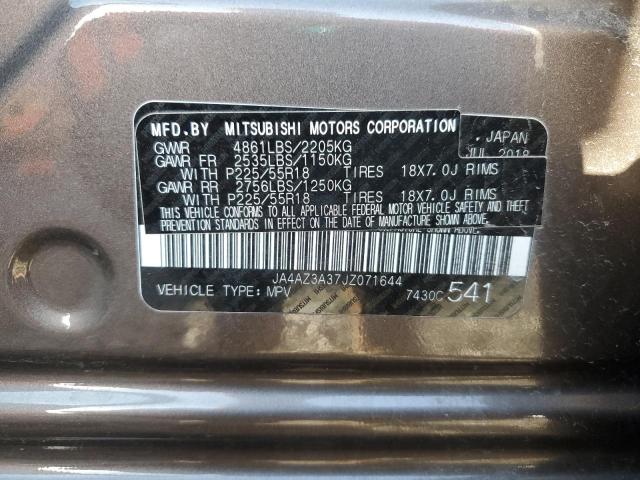 MFD.BY MITSUBISHI MOTORS CORPORATION
GVWR 4861LBS/2205KG
GAWR FR 2535LBS/1150KG
WITH P225/55R18 TIRES 18X7.0J RIMS
GAWR RR 2756LBS/1250KG
WITH P225/55R18 TIRES 18X7.0J RIMS
. JAPAN
JUL 2018
THIS VEHICLE CONFORMS TO ALL APPLICABLE FEDERAL MOTOR VEHICLE SAFETY AND THEFT
PREVENTION STANDARDS IN EFFECT ON THE DATE OF MANUFACTURE SHOWN ABOVE.
JA4AZ3A37JZ071644
VEHICLE TYPE: MPV 7430C 541